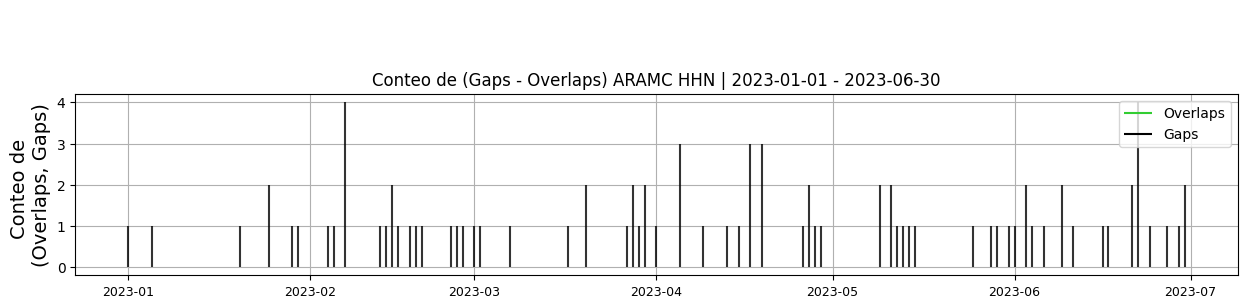 Conteo de (Gaps - Overlaps) ARAMC HHN | 2023-01-01 - 2023-06-30
Conteo de
(Overlaps, Gaps)
4
3
2
1
0
Overlaps
Gaps
2023-01
2023-02
2023-03
2023-04
2023-05
2023-06
2023-07